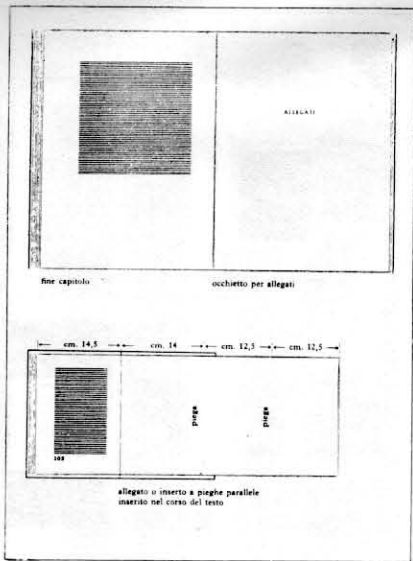 ALLEGATI
fine capitolo
occhietto per allegati
cm. 14,5 cm. 14 cm. 12,5 cm. 12,5
piega
piega
108
allegato o inserto a pieghe parallele
inserito nel corso del testo